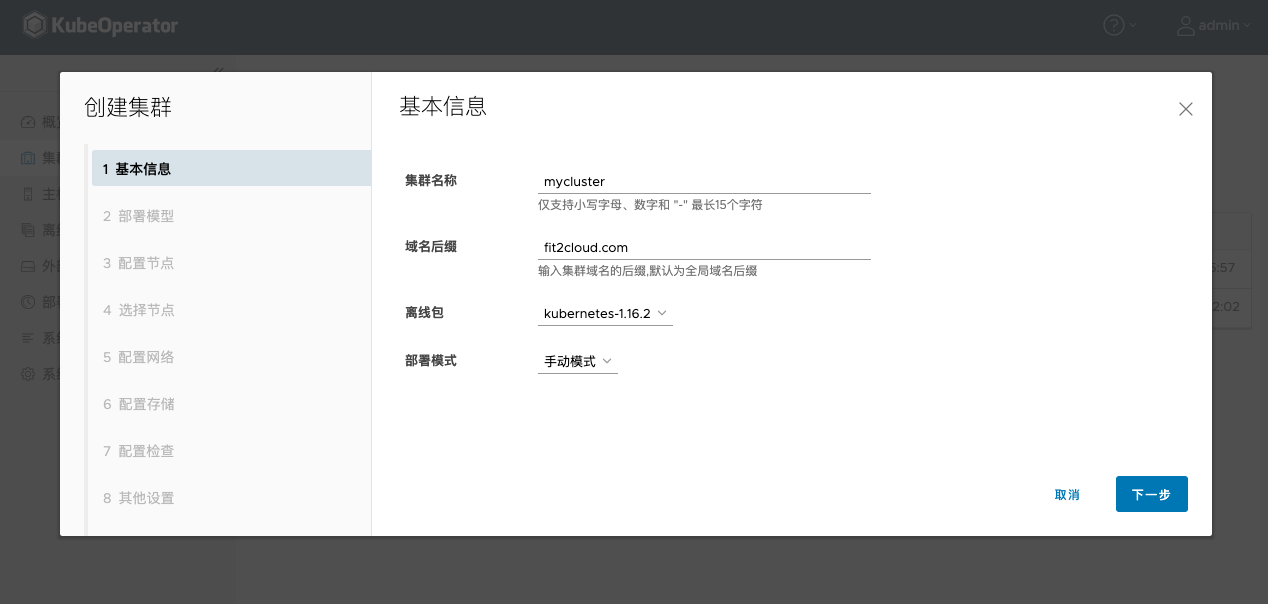 KubeOperator
admin
创建集群
1 基本信息
2 部署模型
3 配置节点
4 选择节点
5 配置网络
6 配置存储
7 配置检查
8 其他设置
基本信息
集群名称
mycluster
仅支持小写字母、数字和 "-" 最长15个字符
域名后缀
fit2cloud.com
输入集群域名的后缀,默认为全局域名后缀
离线包
kubernetes-1.16.2
部署模式
手动模式
取消
下一步